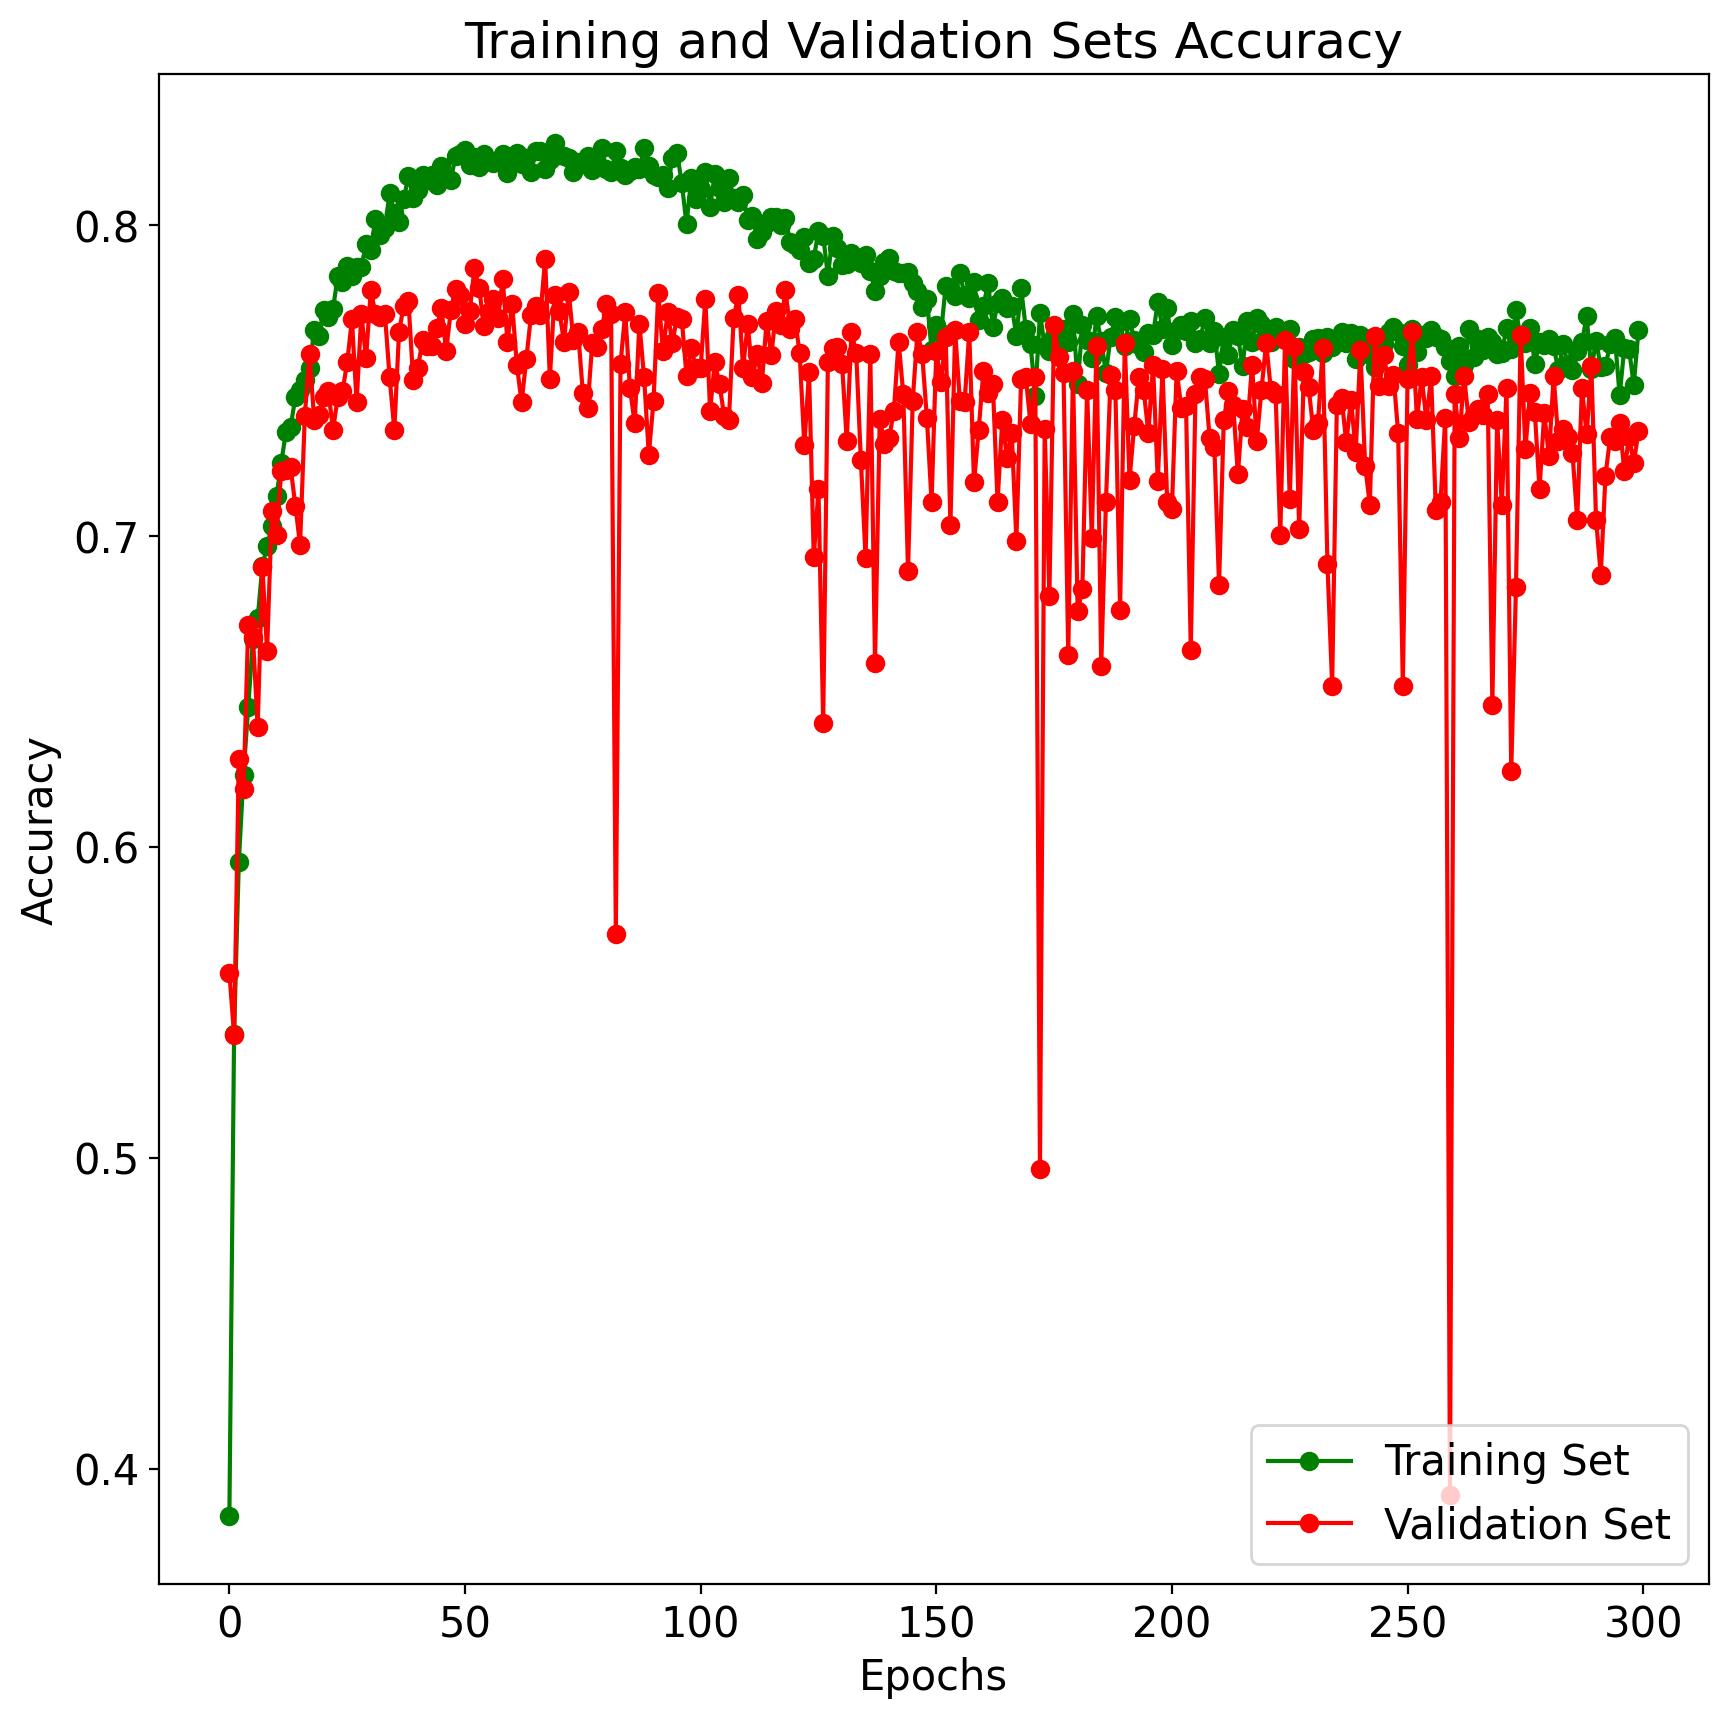 Training and Validation Sets Accuracy
0.8
0.7
0.6
0.5
0.4
Accuracy
Training Set
Validation Set
0 50 100 150 200 250 300
Epochs